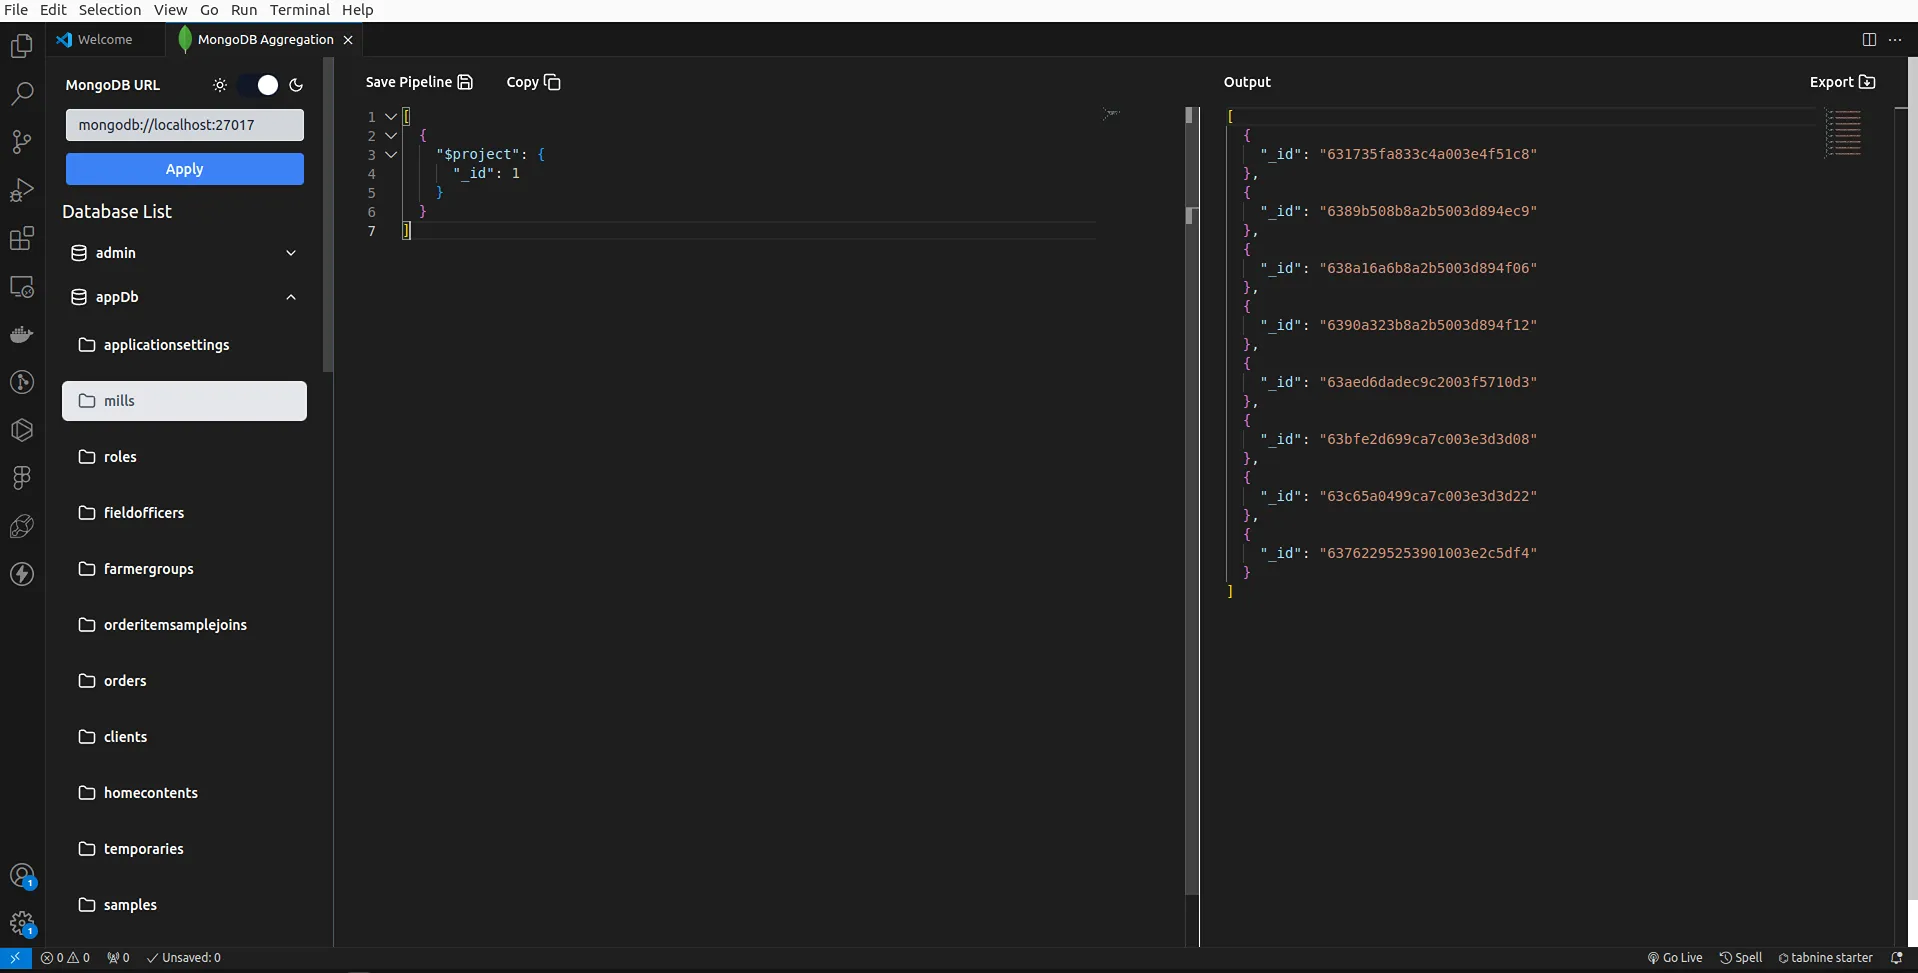 File Edit Selection View Go Run Terminal Help
Welcome MongoDB Aggregation
MongoDB URL
mongodb://localhost:27017
Apply
Database List
admin
appDb
applicationsettings
mills
roles
fieldofficers
farmergroups
orderitemsamplejoins
orders
clients
homecontents
temporaries
samples
Save Pipeline Copy
1 [
2 {
3 "$project": {
4 "_id": 1
5 }
6 }
7 ]
Output Export
[
{
"_id": "631735fa833c4a003e4f51c8"
},
{
"_id": "6389b508b8a2b5003d894ec9"
},
{
"_id": "638a16a6b8a2b5003d894f06"
},
{
"_id": "6390a323b8a2b5003d894f12"
},
{
"_id": "63aed6dadec9c2003f5710d3"
},
{
"_id": "63bfe2d699ca7c003e3d3d08"
},
{
"_id": "63c65a0499ca7c003e3d3d22"
},
{
"_id": "63762295253901003e2c5df4"
}
]
1
1
0 0 0 Unsaved: 0 Go Live Spell tabnine starter